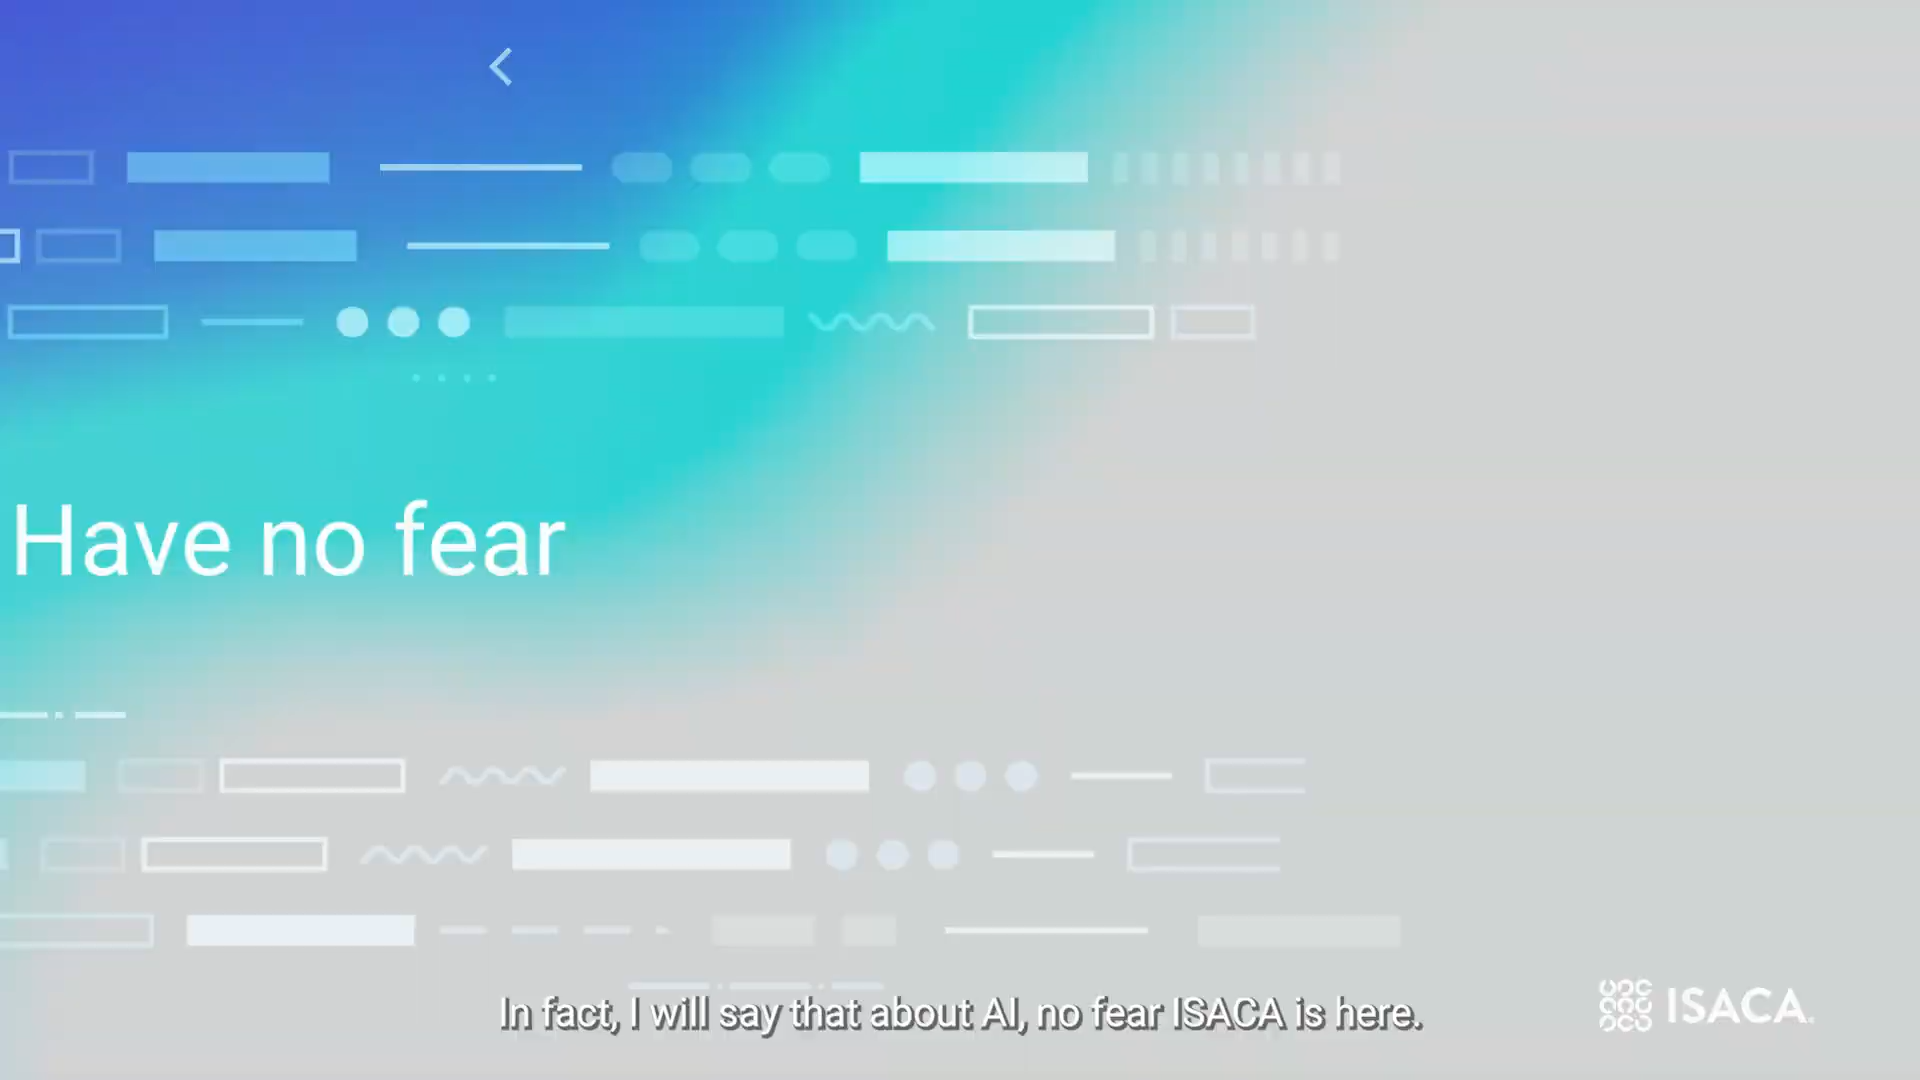 Have no fear
In fact, I will say that about AI, no fear ISACA is here.
ISACA.